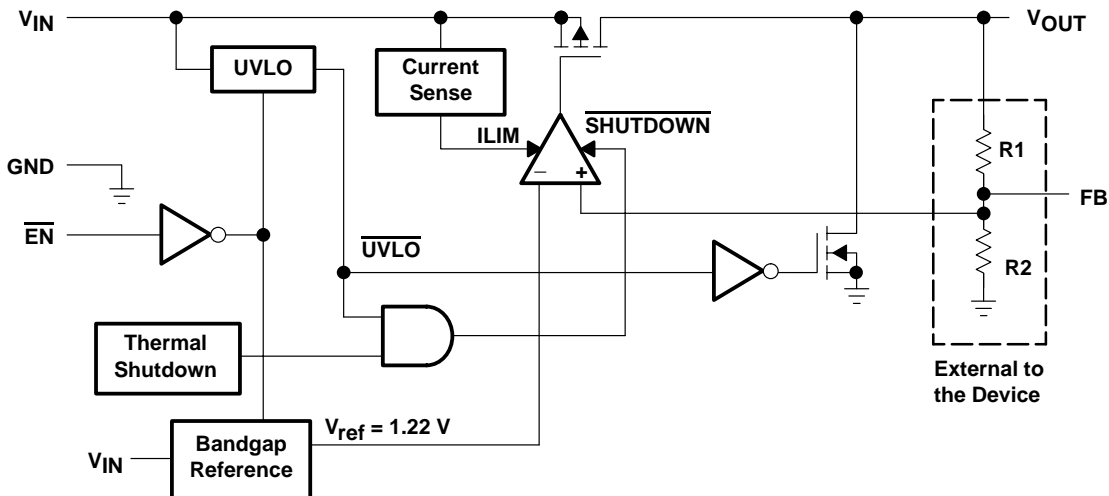 VIN
VOUT
UVLO
Current
Sense
SHUTDOWN
ILIM
R1
GND
− +
FB
EN
UVLO
R2
Thermal
Shutdown
External to
the Device
Vref = 1.22 V
Bandgap
Reference
VIN